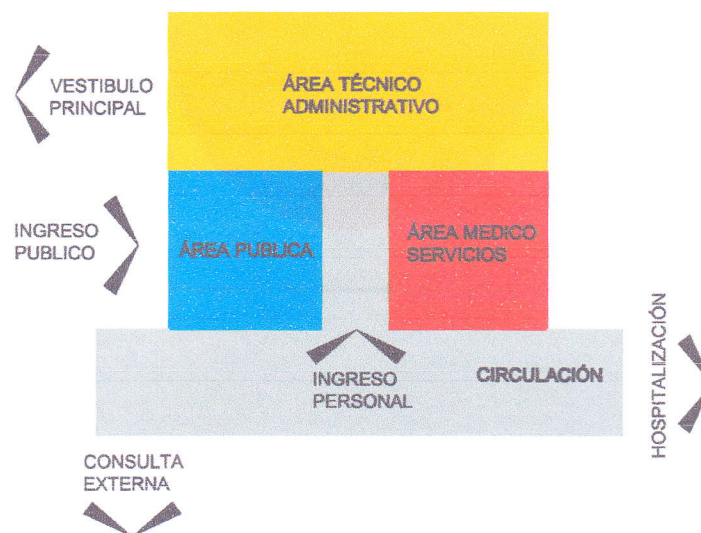 VESTIBULO
PRINCIPAL
ÁREA TÉCNICO
ADMINISTRATIVO
INGRESO
PUBLICO
ÁREA PUBLICA
ÁREA MEDICO
SERVICIOS
INGRESO
PERSONAL
CIRCULACIÓN
HOSPITALIZACIÓN
CONSULTA
EXTERNA